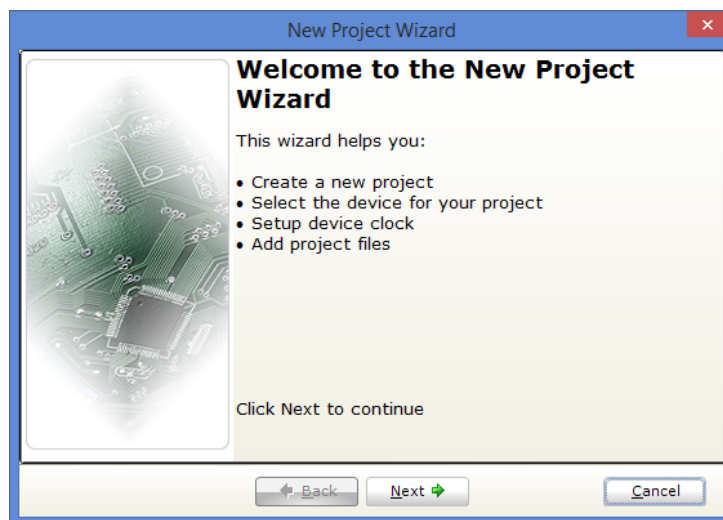 New Project Wizard
Welcome to the New Project
Wizard
This wizard helps you:
• Create a new project
• Select the device for your project
• Setup device clock
• Add project files
Click Next to continue
Back Next Cancel